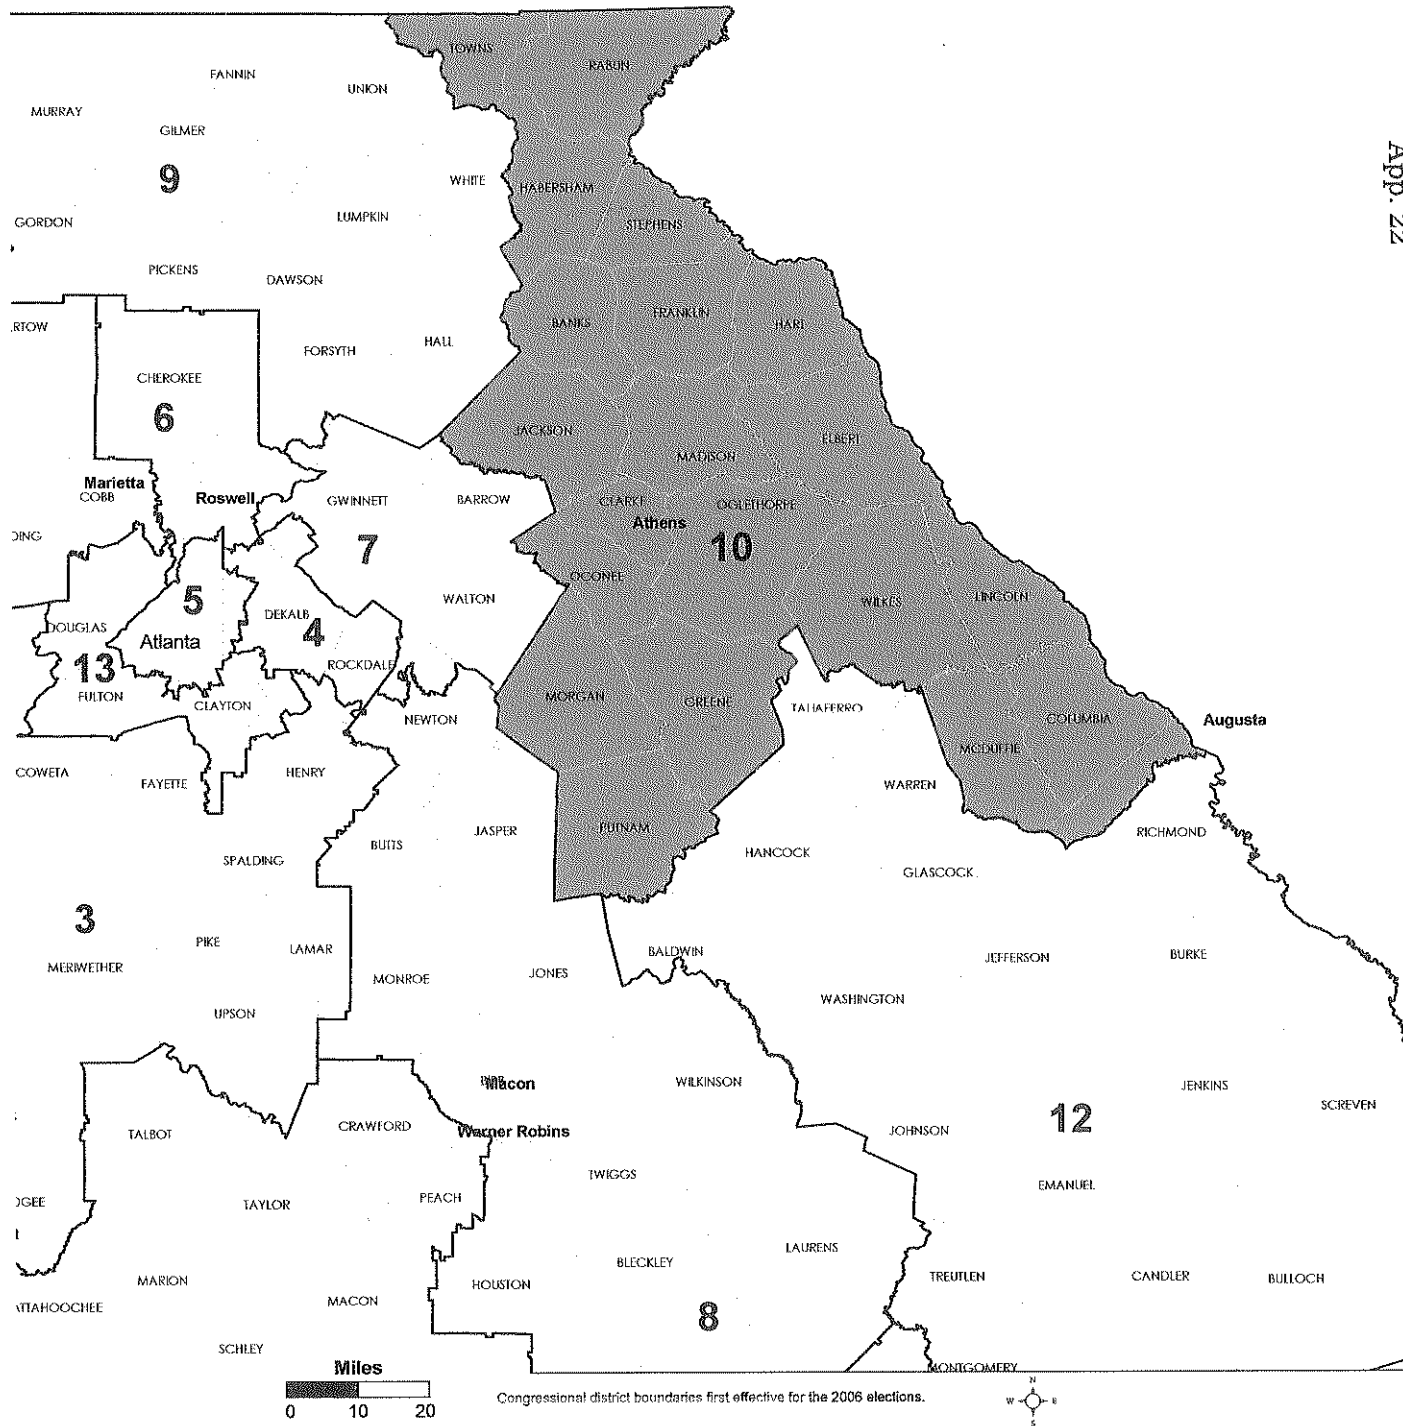 App. 22
TOWNS
RABUN
FANNIN
UNION
MURRAY
GILMER
9
WHITE
HABERSHAM
GORDON
LUMPKIN
STEPHENS
PICKENS
DAWSON
RTOW
BANKS
FRANKLIN
HART
FORSYTH
HALL
CHEROKEE
6
JACKSON
ELBERT
MADISON
Marietta
COBB
Roswell
GWINNETT
BARROW
CLARKE
OGLETHORPE
Athens
DING
7
10
OCONEE
5
WALTON
WILKES
LINCOLN
DOUGLAS
Atlanta
DEKALB
4
13
ROCKDALE
FULTON
CLAYTON
MORGAN
GREENE
TALIAFERRO
NEWTON
COLUMBIA
Augusta
MCDUFFIE
COWETA
FAYETTE
HENRY
WARREN
BUTTS
JASPER
PUTNAM
RICHMOND
SPALDING
HANCOCK
GLASCOCK
3
PIKE
LAMAR
BALDWIN
JEFFERSON
BURKE
MERIWETHER
MONROE
JONES
WASHINGTON
UPSON
Macon
WILKINSON
JENKINS
SCREVEN
TALBOT
CRAWFORD
Warner Robins
JOHNSON
12
TWIGGS
EMANUEL
OGEE
TAYLOR
PEACH
BLECKLEY
LAURENS
MARION
HOUSTON
TREUTLEN
CANDLER
BULLOCH
ATTAHOOCHEE
MACON
8
SCHLEY
MONTGOMERY
Miles
0 10 20
Congressional district boundaries first effective for the 2006 elections.
N
W E
S